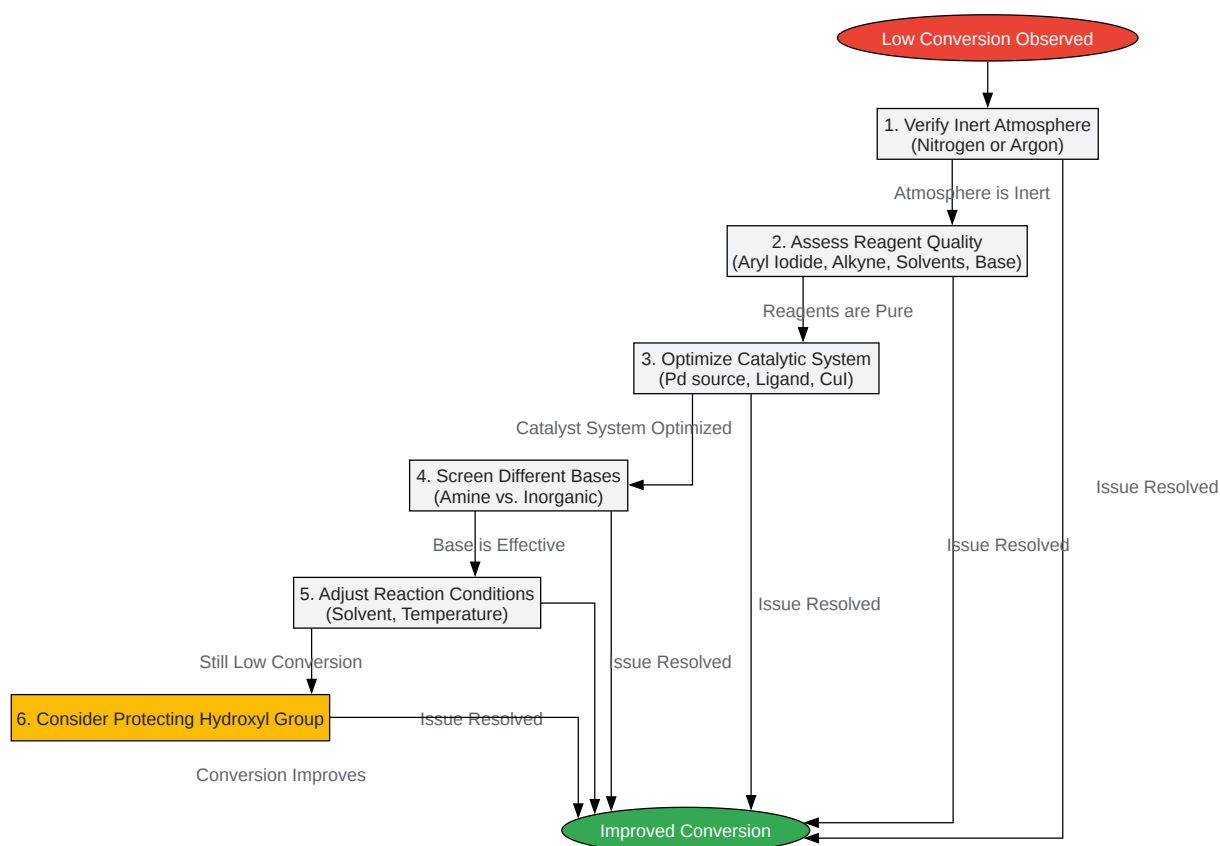 Low Conversion Observed
1. Verify Inert Atmosphere
(Nitrogen or Argon)
Atmosphere is Inert
2. Assess Reagent Quality
(Aryl Iodide, Alkyne, Solvents, Base)
Reagents are Pure
3. Optimize Catalytic System
(Pd source, Ligand, CuI)
Catalyst System Optimized
4. Screen Different Bases
(Amine vs. Inorganic)
Issue Resolved
Base is Effective
Issue Resolved
5. Adjust Reaction Conditions
(Solvent, Temperature)
Issue Resolved
Still Low Conversion
Issue Resolved
6. Consider Protecting Hydroxyl Group
Issue Resolved
Conversion Improves
Improved Conversion